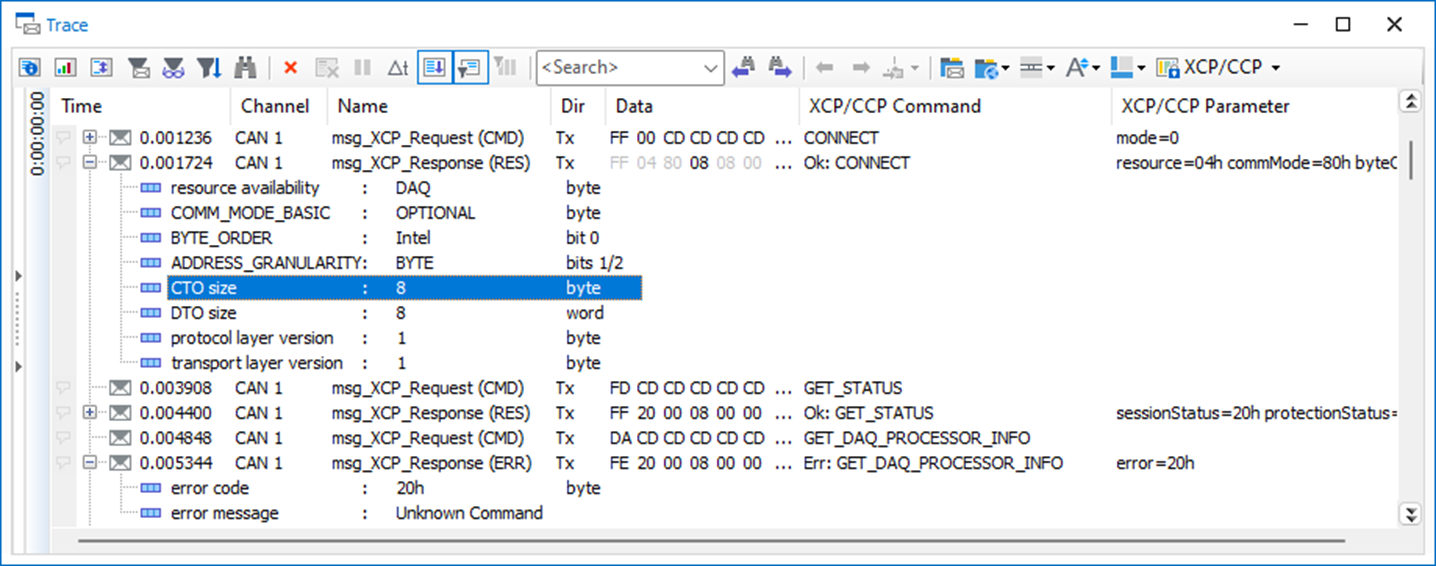 Trace
Δt <Search> XCP/CCP
Time Channel Name Dir Data XCP/CCP Command XCP/CCP Parameter
0:00:00:00
0.001236 CAN 1 msg_XCP_Request (CMD) Tx FF 00 CD CD CD CD ... CONNECT mode=0
0.001724 CAN 1 msg_XCP_Response (RES) Tx FF 04 80 08 08 00 ... Ok: CONNECT resource=04h commMode=80h byteO
resource availability : DAQ byte
COMM_MODE_BASIC : OPTIONAL byte
BYTE_ORDER : Intel bit 0
ADDRESS_GRANULARITY: BYTE bits 1/2
CTO size : 8 byte
DTO size : 8 word
protocol layer version : 1 byte
transport layer version : 1 byte
0.003908 CAN 1 msg_XCP_Request (CMD) Tx FD CD CD CD CD CD ... GET_STATUS
0.004400 CAN 1 msg_XCP_Response (RES) Tx FF 20 00 08 00 00 ... Ok: GET_STATUS sessionStatus=20h protectionStatus=
0.004848 CAN 1 msg_XCP_Request (CMD) Tx DA CD CD CD CD CD ... GET_DAQ_PROCESSOR_INFO
0.005344 CAN 1 msg_XCP_Response (ERR) Tx FE 20 00 08 00 00 ... Err: GET_DAQ_PROCESSOR_INFO error=20h
error code : 20h byte
error message : Unknown Command